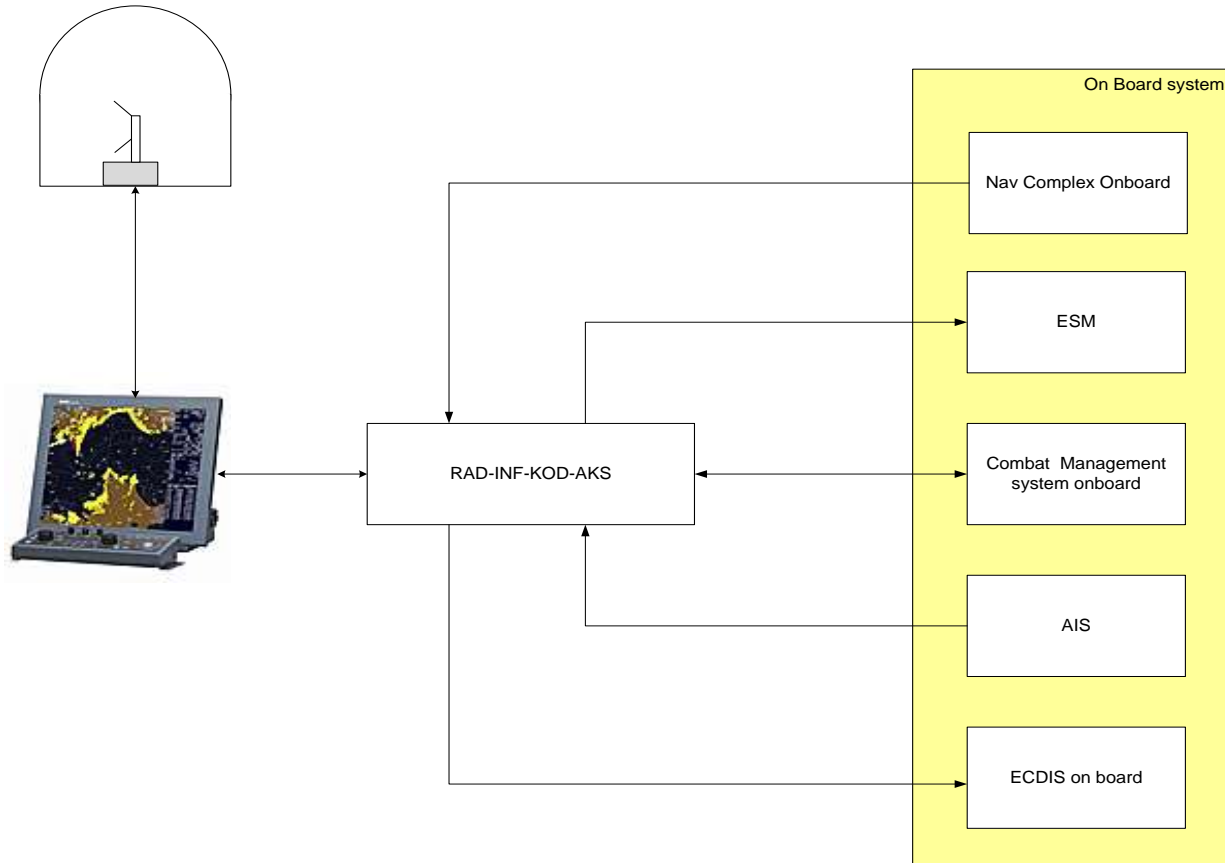 On Board system
Nav Complex Onboard
ESM
RAD-INF-KOD-AKS
Combat Management
system onboard
AIS
ECDIS on board